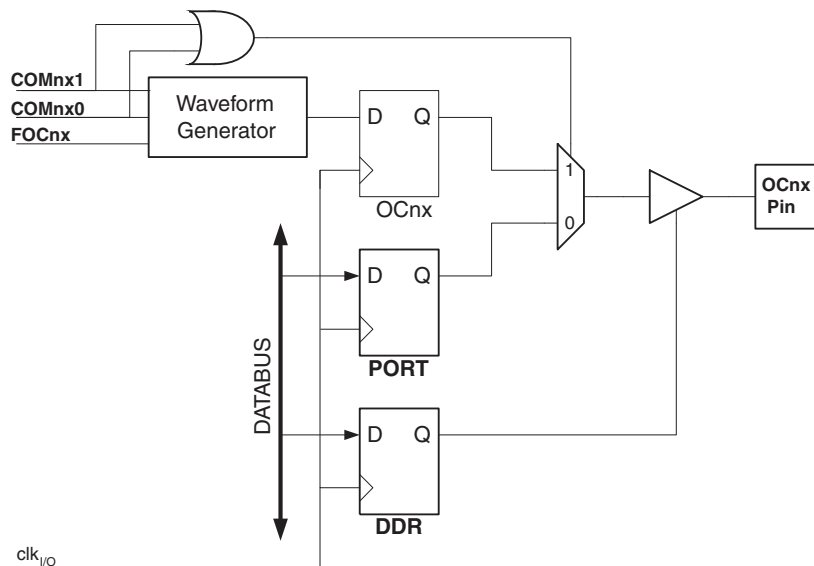 COMnx1
COMnx0
FOCnx
Waveform
Generator
D Q
OCnx
1
0
OCnx
Pin
D Q
PORT
DATABUS
D Q
DDR
clkI/O